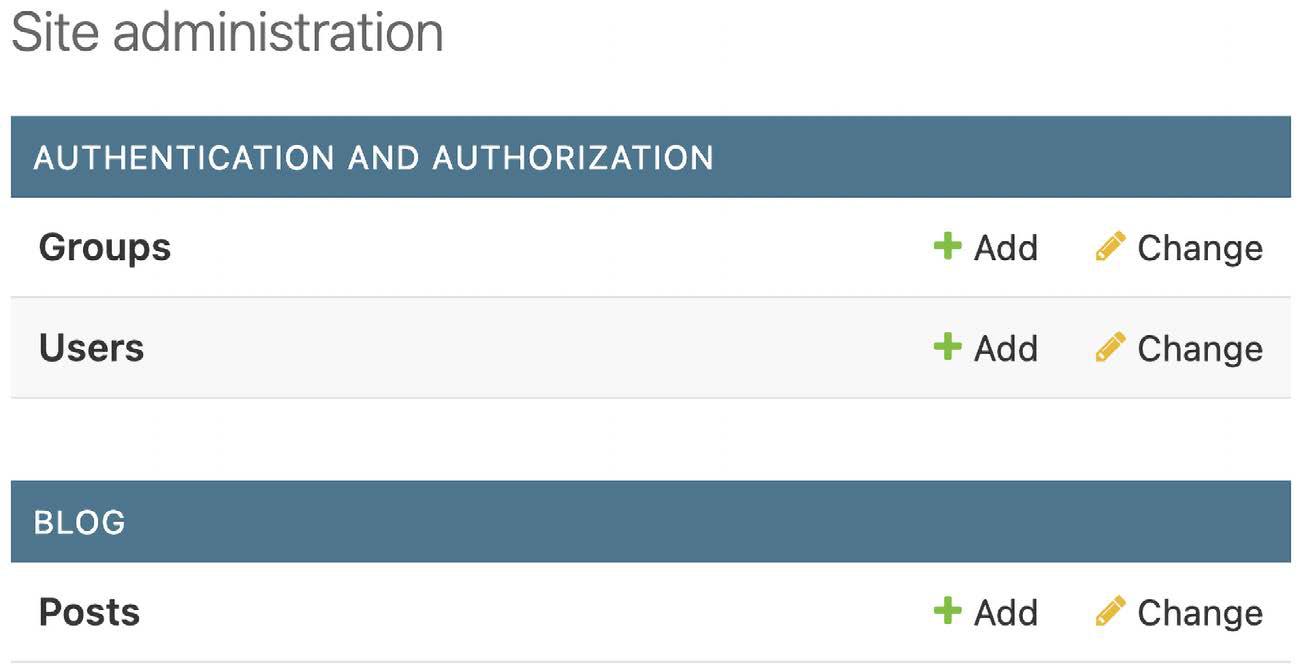 Site administration
AUTHENTICATION AND AUTHORIZATION
Groups Add Change
Users Add Change
BLOG
Posts Add Change